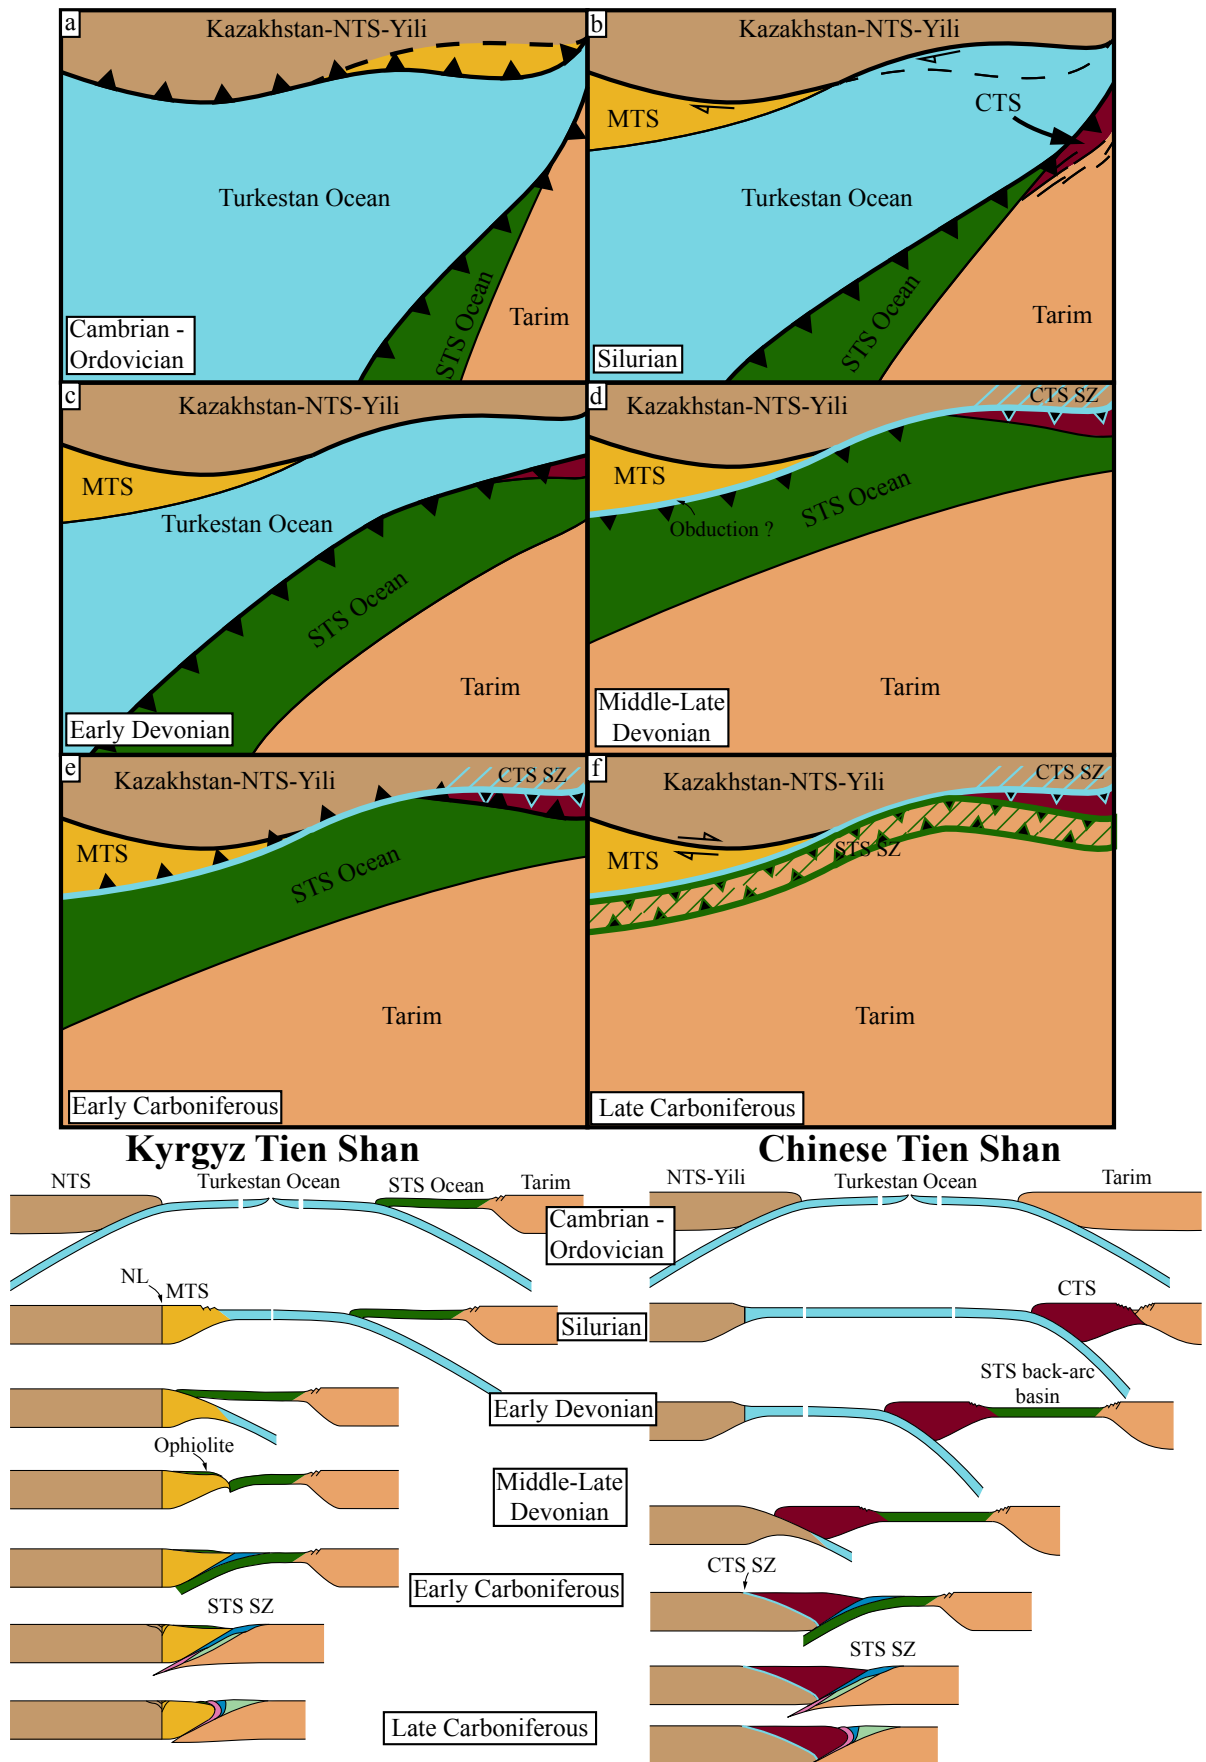 a
Kazakhstan-NTS-Yili
Turkestan Ocean
STS Ocean
Tarim
Cambrian -
Ordovician
b
Kazakhstan-NTS-Yili
MTS
CTS
Turkestan Ocean
STS Ocean
Tarim
Silurian
c
Kazakhstan-NTS-Yili
MTS
Turkestan Ocean
STS Ocean
Tarim
Early Devonian
d
Kazakhstan-NTS-Yili
CTS SZ
MTS
STS Ocean
Obduction ?
Tarim
Middle-Late
Devonian
e
Kazakhstan-NTS-Yili
CTS SZ
MTS
STS Ocean
Tarim
Early Carboniferous
f
Kazakhstan-NTS-Yili
CTS SZ
MTS
STS SZ
Tarim
Late Carboniferous
Kyrgyz Tien Shan
Chinese Tien Shan
NTS
Turkestan Ocean
STS Ocean
Tarim
NTS-Yili
Turkestan Ocean
Tarim
Cambrian -
Ordovician
NL
MTS
CTS
Silurian
STS back-arc
basin
Early Devonian
Ophiolite
Middle-Late
Devonian
CTS SZ
Early Carboniferous
STS SZ
STS SZ
Late Carboniferous